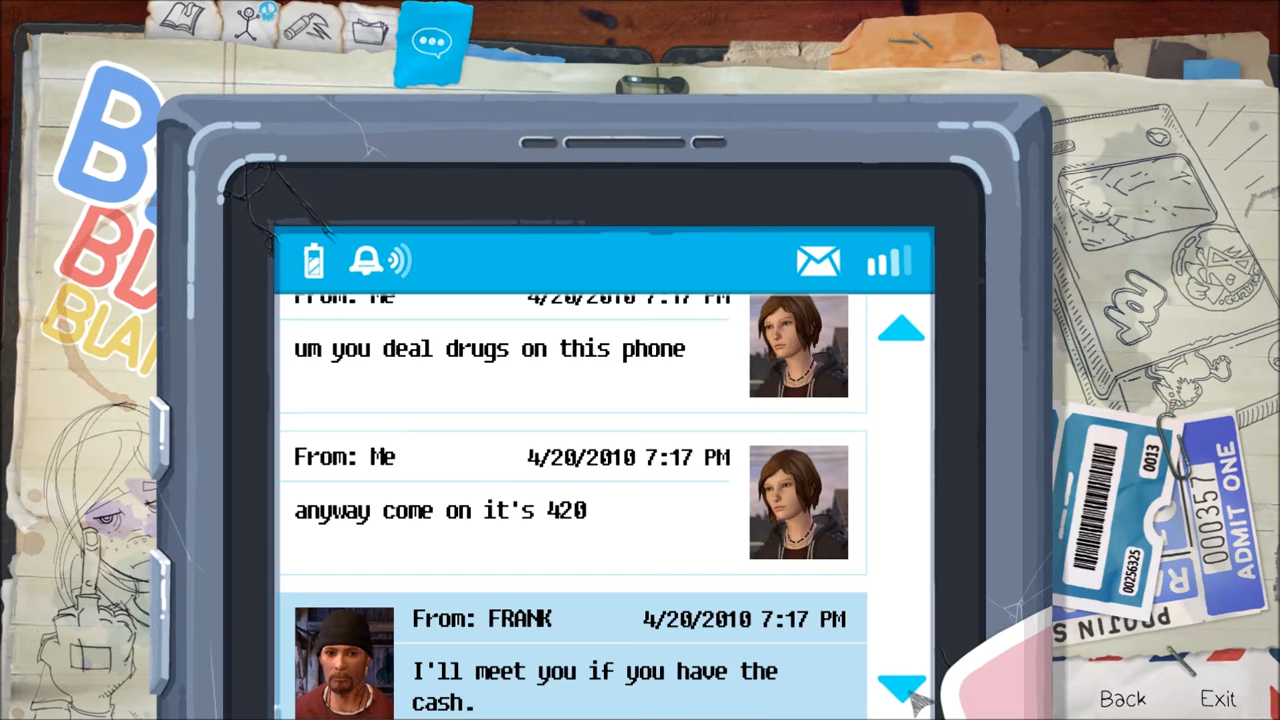 From: Me 4/20/2010 7:17 PM
um you deal drugs on this phone
From: Me 4/20/2010 7:17 PM
anyway come on it's 420
From: FRANK 4/20/2010 7:17 PM
I'll meet you if you have the
cash.
0013
00256325
000357
ADMIT ONE
Back Exit